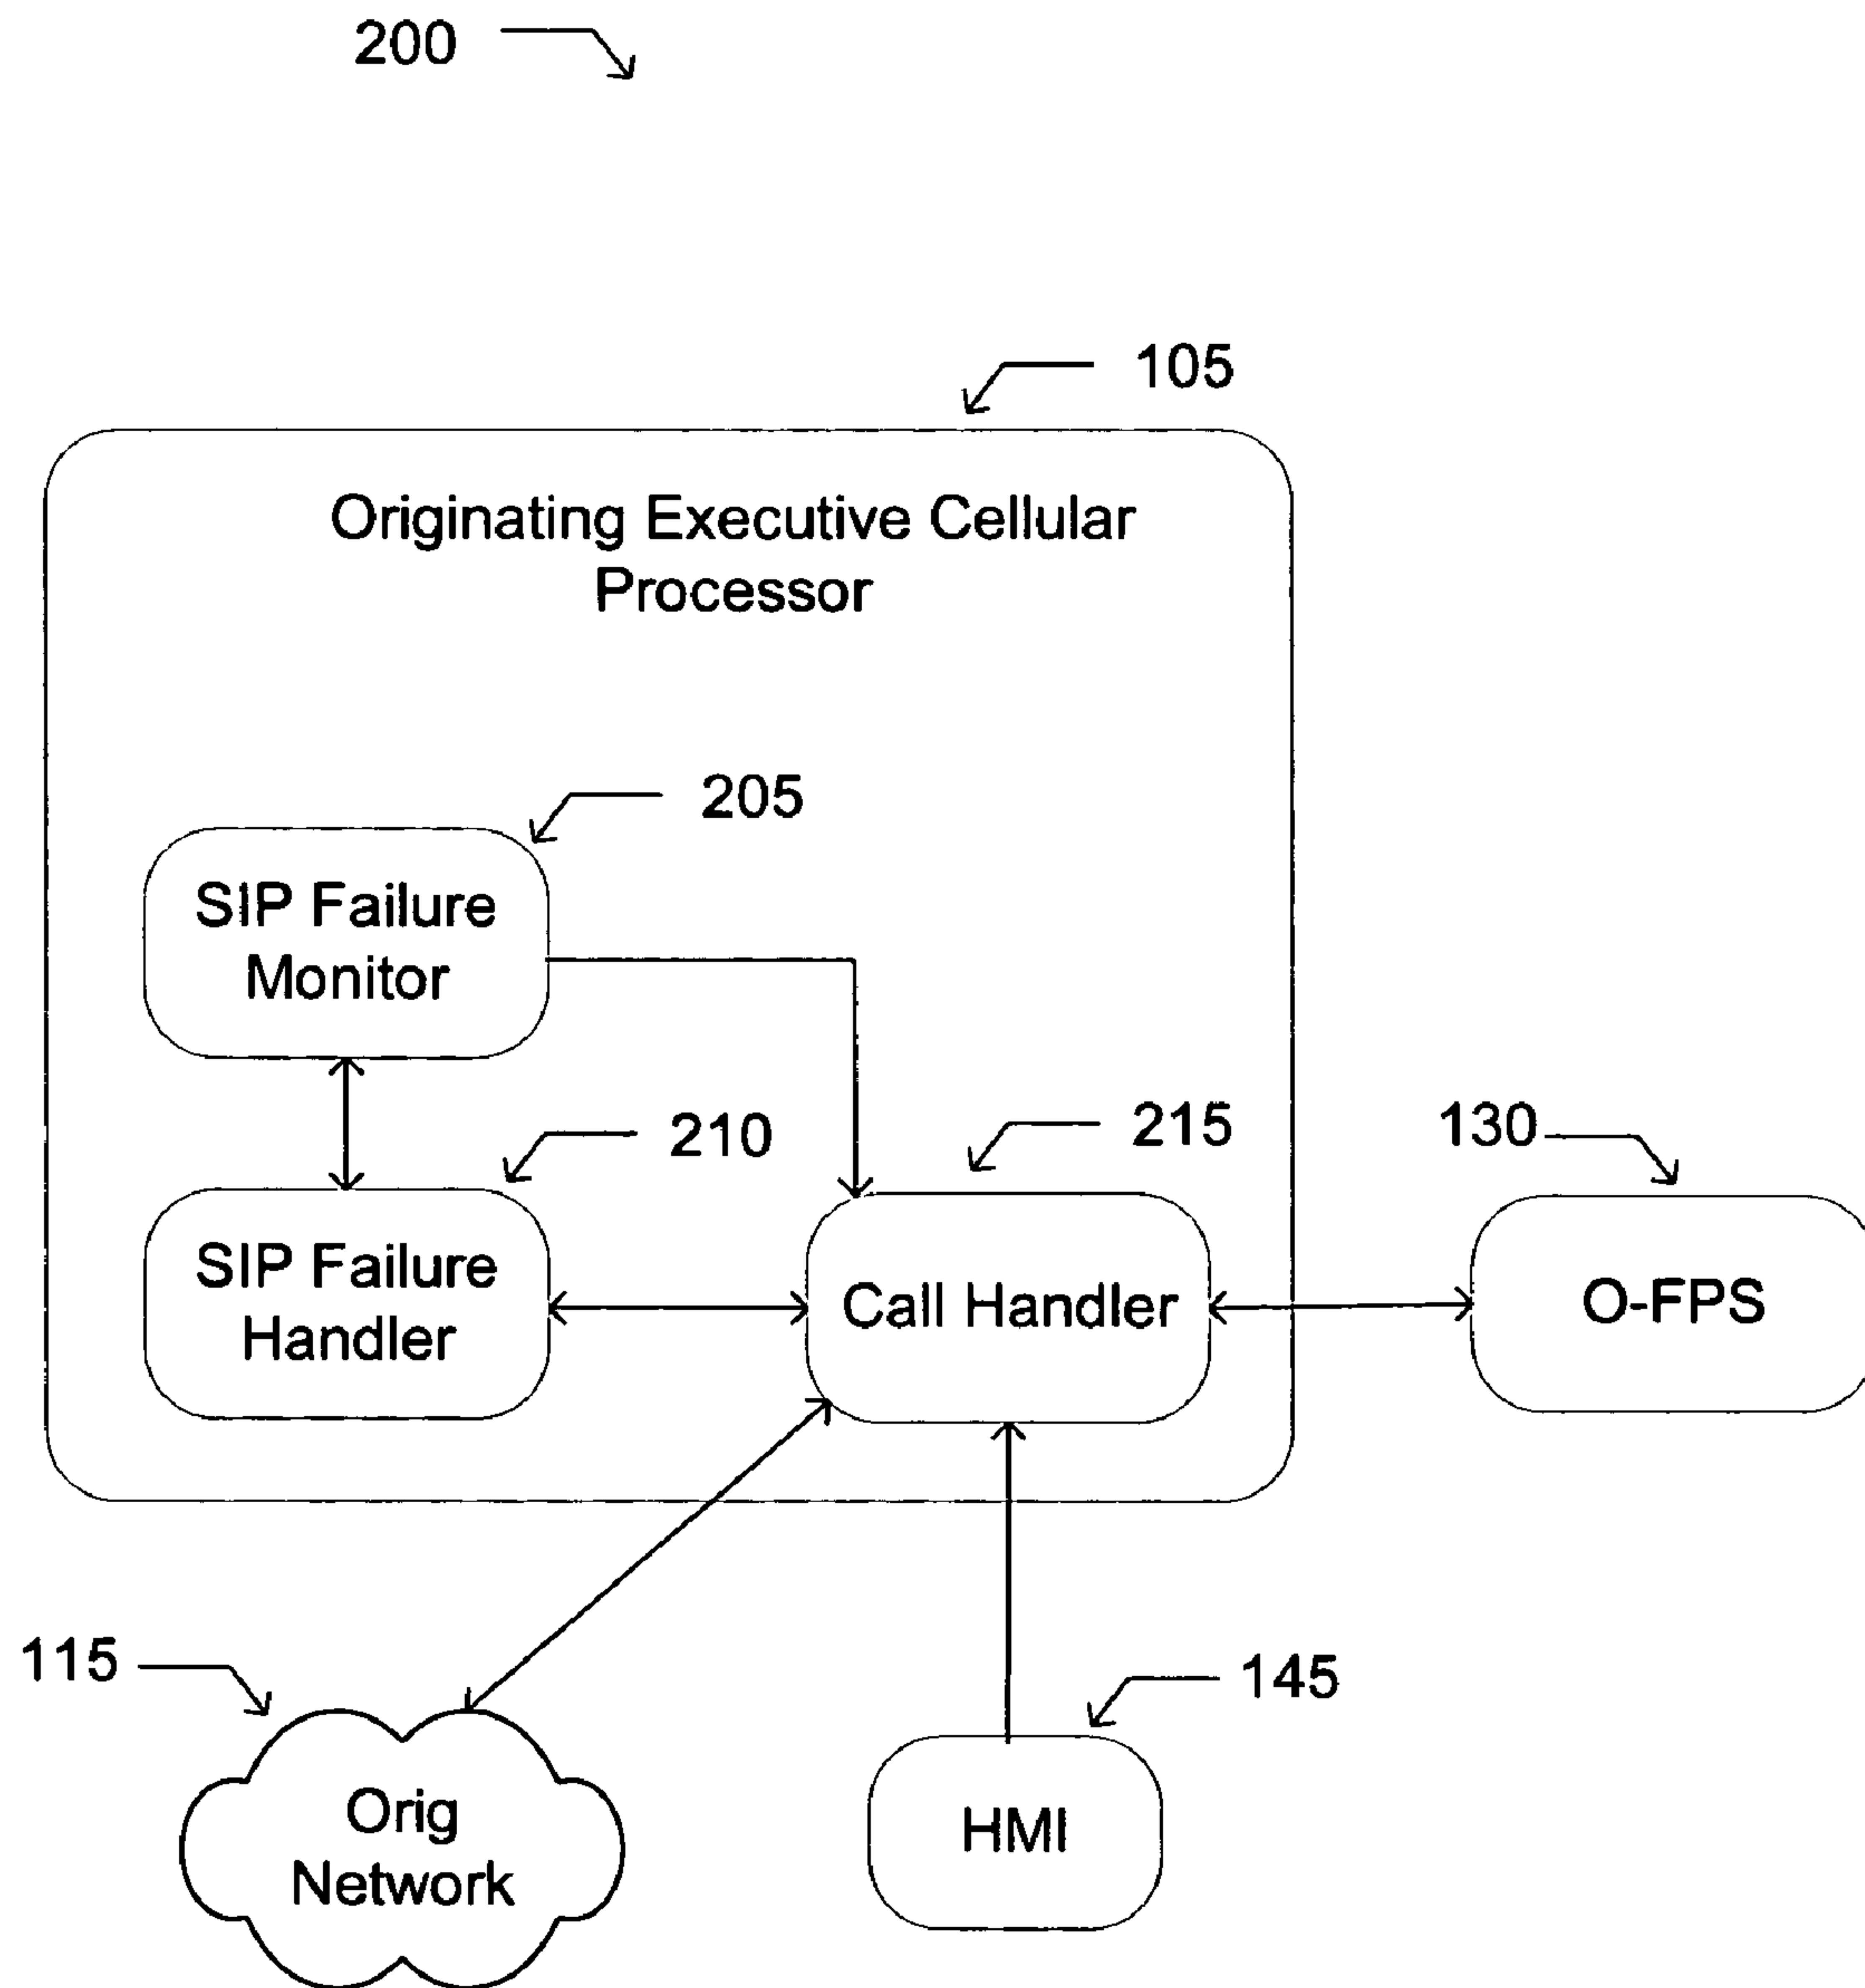 200
105
Originating Executive Cellular
Processor
205
SIP Failure
Monitor
210
215
130
SIP Failure
Handler
Call Handler
O-FPS
115
145
Orig
Network
HMI